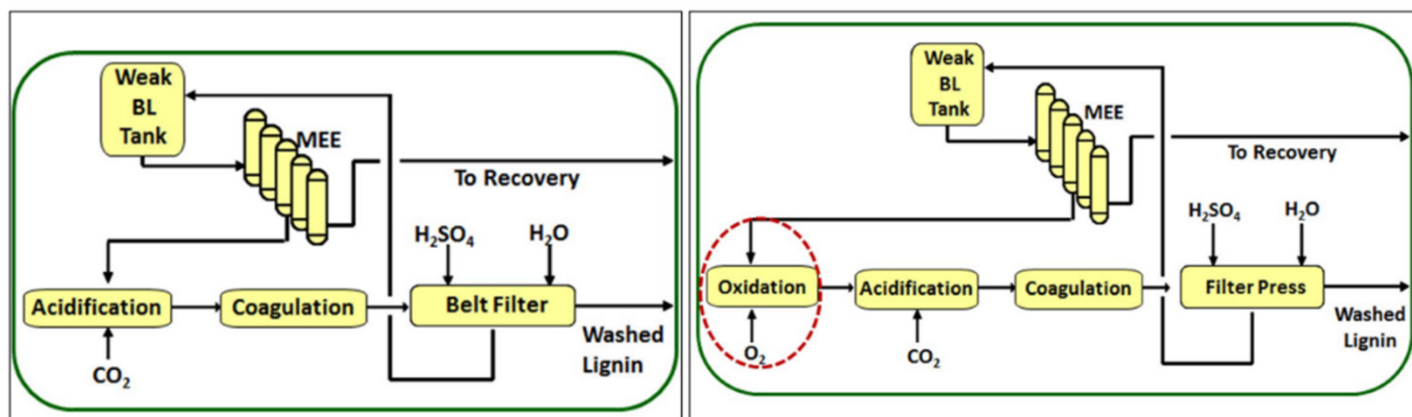 Weak
BL
Tank
MEE
To Recovery
H₂SO₄
H₂O
Acidification
Coagulation
Belt Filter
Washed
Lignin
CO₂
Weak
BL
Tank
MEE
To Recovery
H₂SO₄
H₂O
Oxidation
Acidification
Coagulation
Filter Press
Washed
Lignin
O₂
CO₂